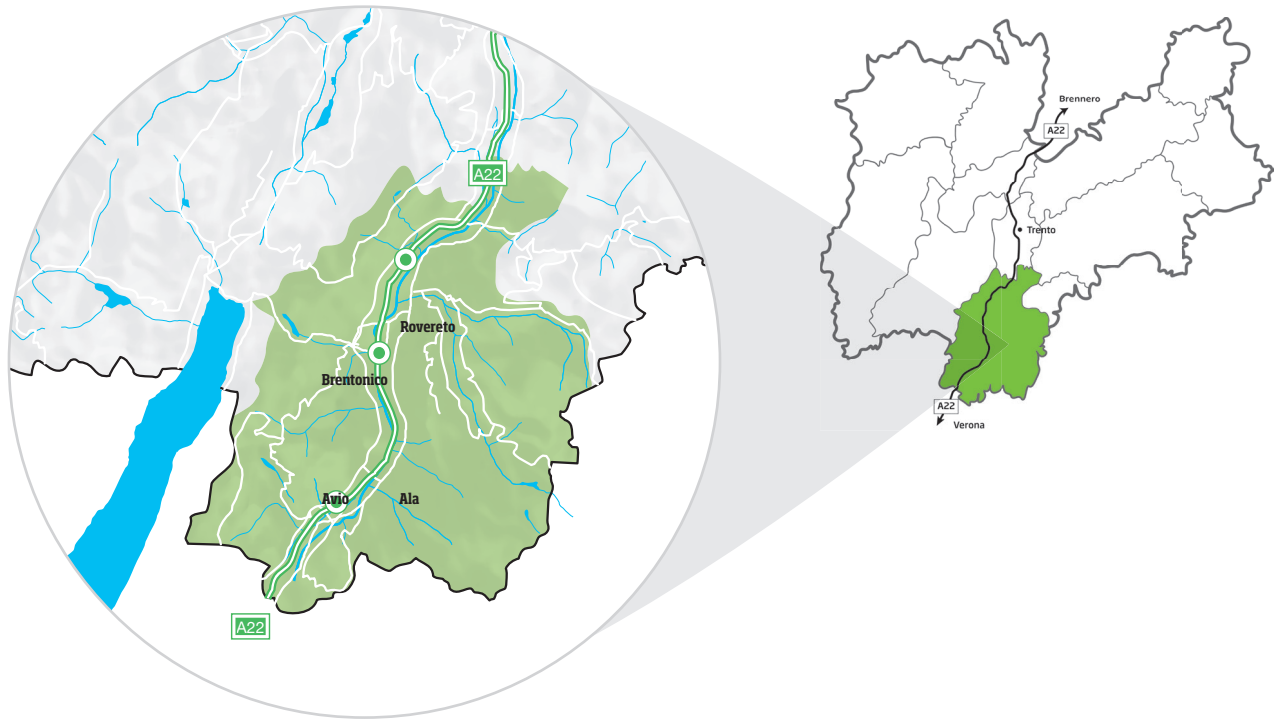 A22
Rovereto
Brentonico
Avio
Ala
A22
Brennero
A22
Trento
A22
Verona